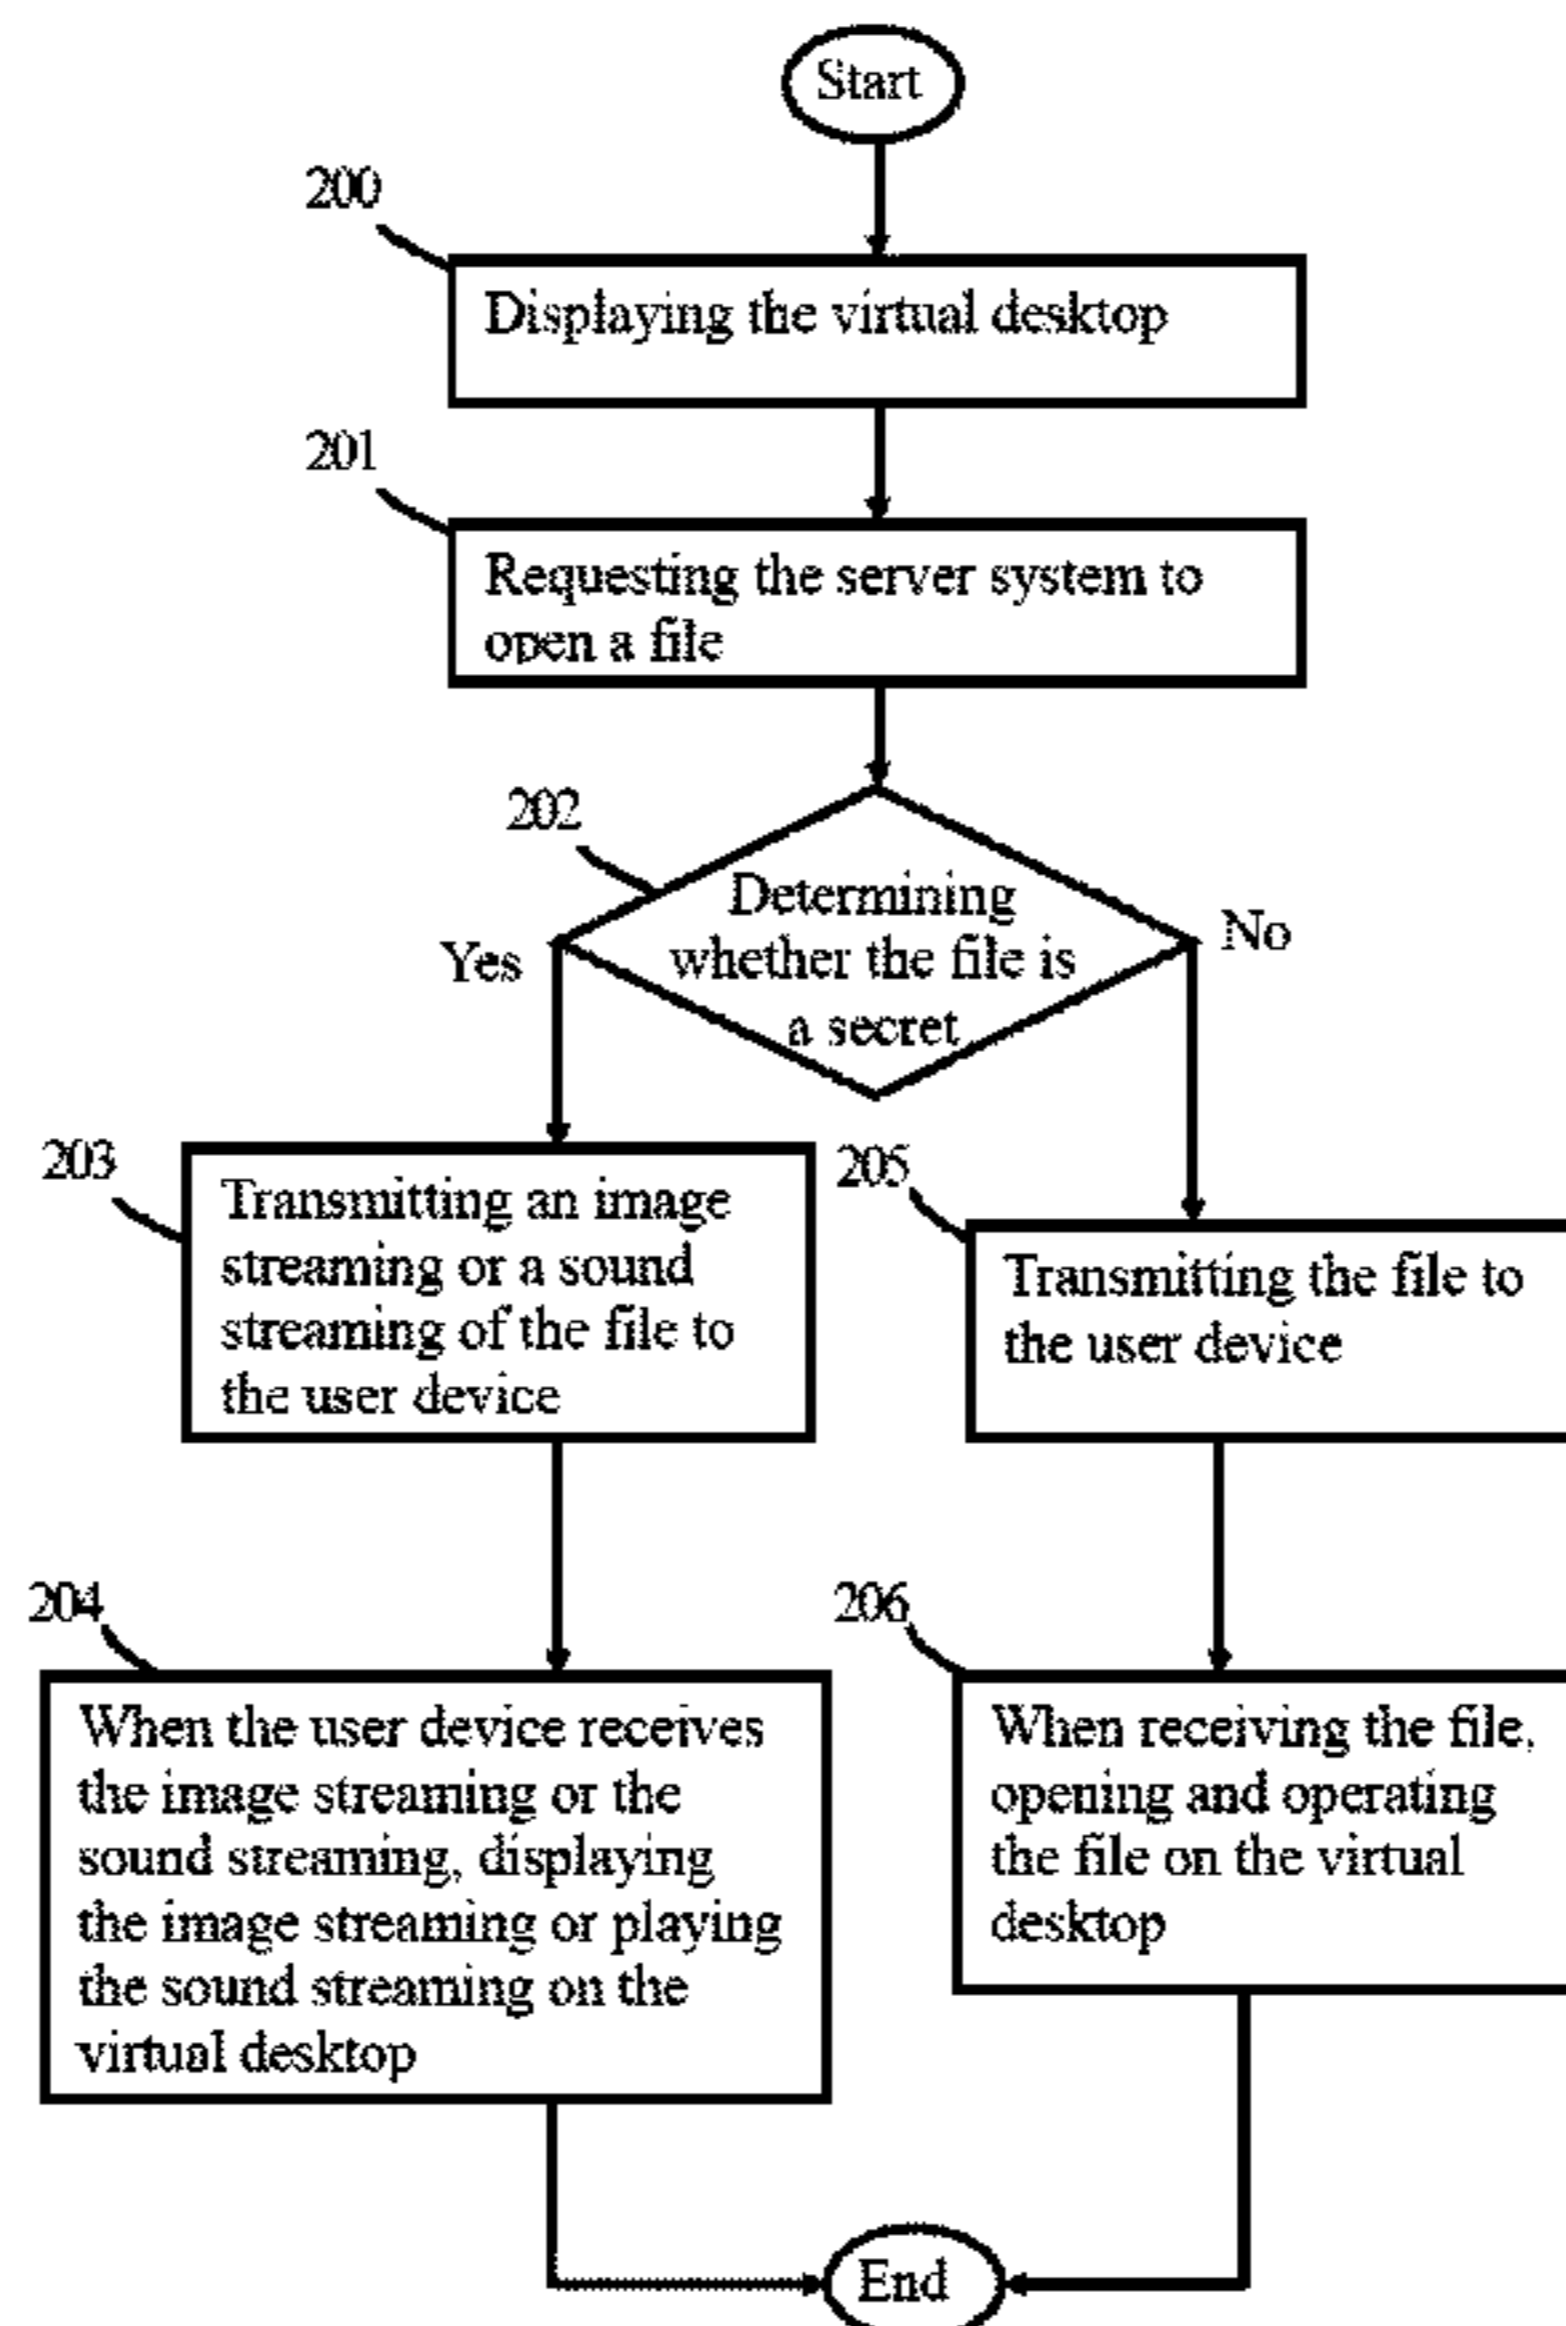 Start
200
Displaying the virtual desktop
201
Requesting the server system to
open a file
202
Determining
whether the file is
a secret
Yes
No
203
Transmitting an image
streaming or a sound
streaming of the file to
the user device
205
Transmitting the file to
the user device
204
When the user device receives
the image streaming or the
sound streaming, displaying
the image streaming or playing
the sound streaming on the
virtual desktop
206
When receiving the file,
opening and operating
the file on the virtual
desktop
End